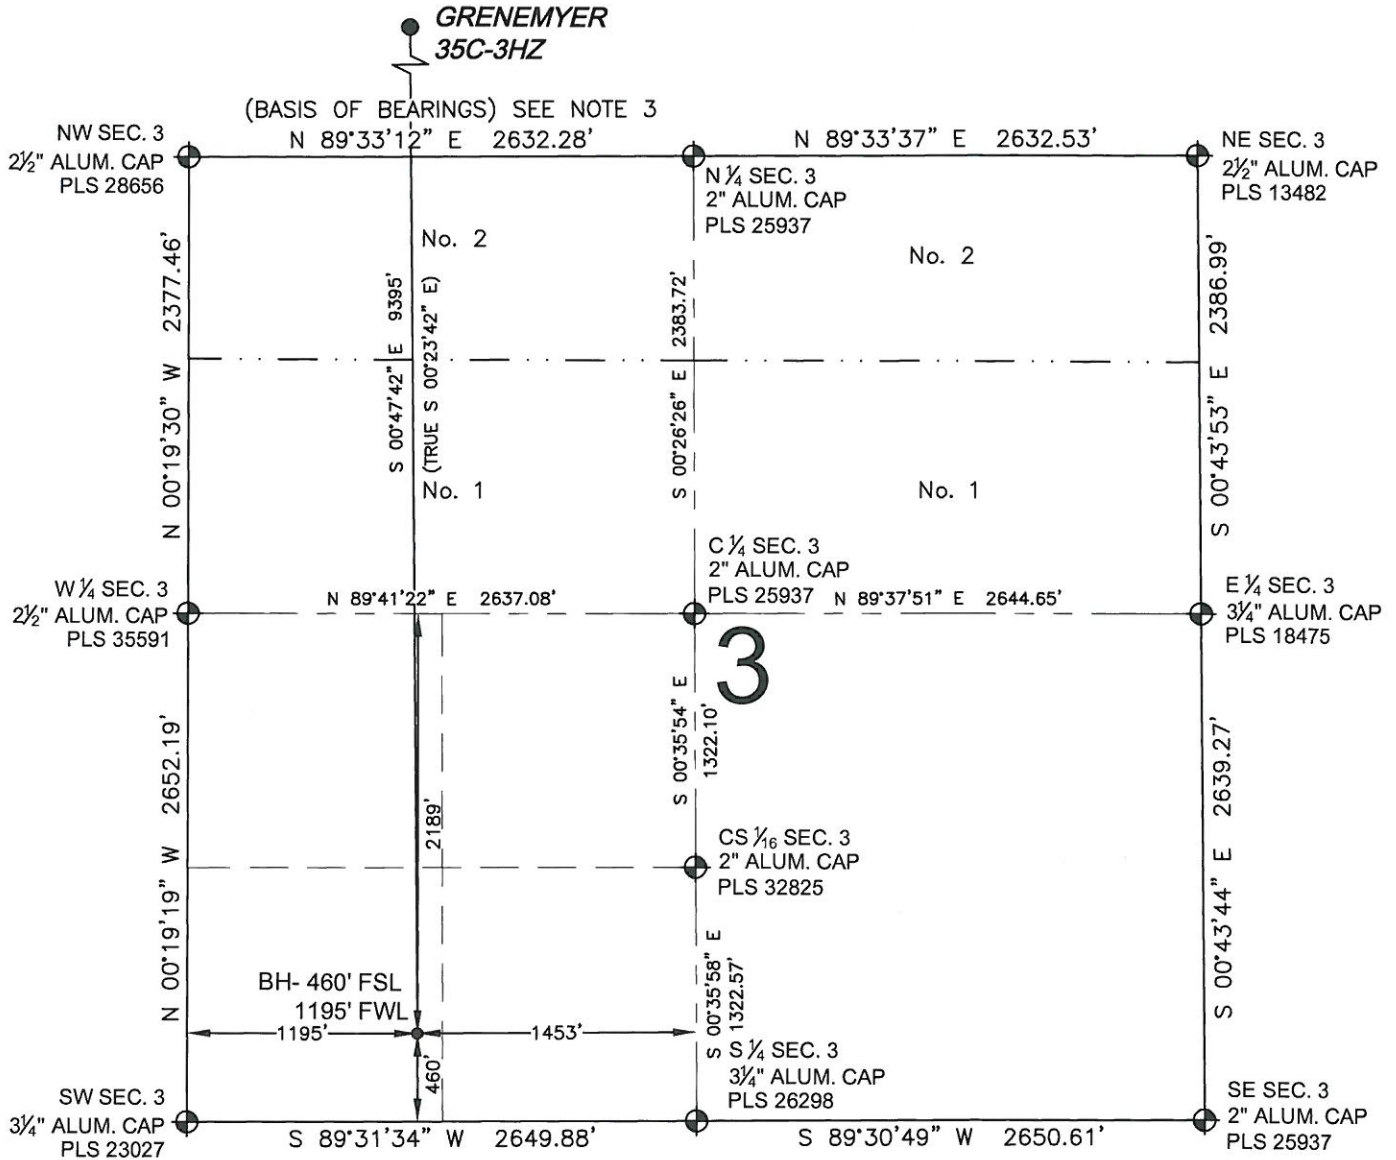 GRENEMYER
35C-3HZ
(BASIS OF BEARINGS) SEE NOTE 3
N 89°33'12" E 2632.28'
N 89°33'37" E 2632.53'
NW SEC. 3
2½" ALUM. CAP
PLS 28656
N ¼ SEC. 3
2" ALUM. CAP
PLS 25937
NE SEC. 3
2½" ALUM. CAP
PLS 13482
No. 2
No. 2
N 00°19'30" W 2377.46'
S 00°47'42" E 9395'
(TRUE S 00°23'42" E)
S 00°26'26" E 2383.72'
S 00°43'53" E 2386.99'
No. 1
No. 1
C ¼ SEC. 3
2" ALUM. CAP
PLS 25937
W ¼ SEC. 3
2½" ALUM. CAP
PLS 35591
N 89°41'22" E 2637.08'
N 89°37'51" E 2644.65'
E ¼ SEC. 3
3¼" ALUM. CAP
PLS 18475
3
N 00°19'19" W 2652.19'
2189'
S 00°35'54" E
1322.10'
S 00°43'44" E 2639.27'
CS 1⁄16 SEC. 3
2" ALUM. CAP
PLS 32825
BH- 460' FSL
1195' FWL
1195'
1453'
460'
S 00°35'58" E
1322.57'
S ¼ SEC. 3
3¼" ALUM. CAP
PLS 26298
SW SEC. 3
3¼" ALUM. CAP
PLS 23027
S 89°31'34" W 2649.88'
S 89°30'49" W 2650.61'
SE SEC. 3
2" ALUM. CAP
PLS 25937